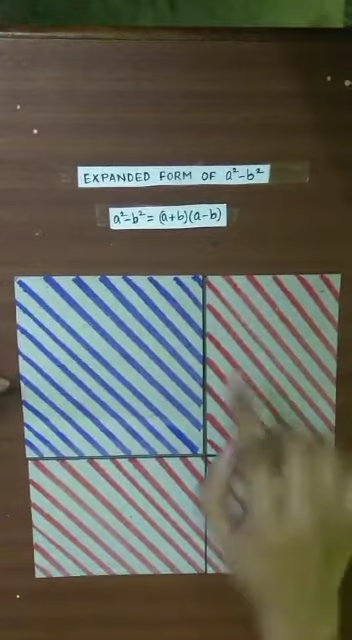 EXPANDED FORM OF a²-b²
a²-b² = (a+b)(a-b)